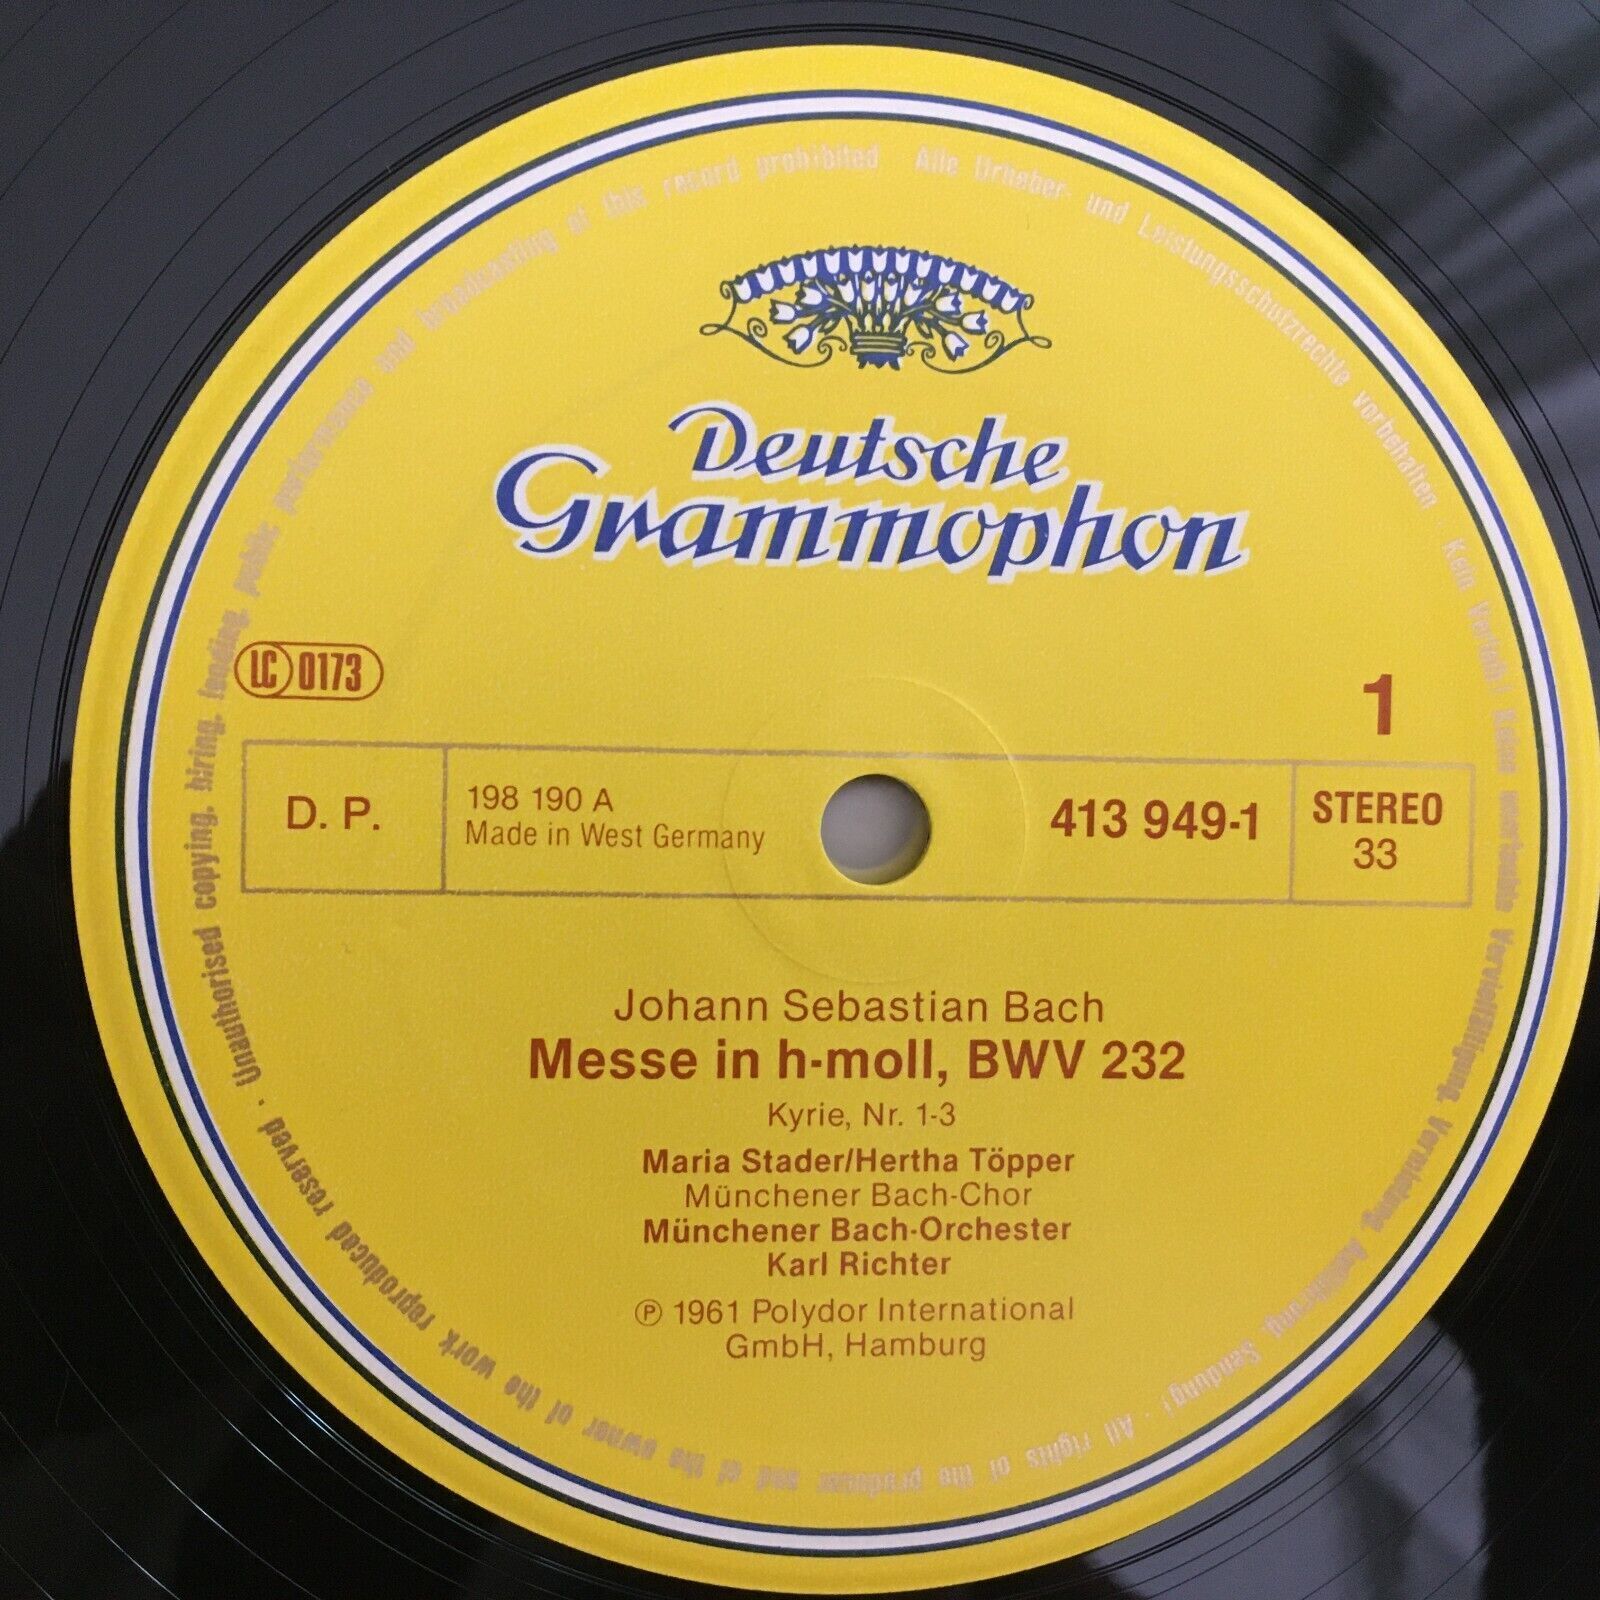 Deutsche
Grammophon
LC 0173
1
D. P.
198 190 A
Made in West Germany
413 949-1
STEREO
33
Johann Sebastian Bach
Messe in h-moll, BWV 232
Kyrie, Nr. 1-3
Maria Stader/Hertha Töpper
Münchener Bach-Chor
Münchener Bach-Orchester
Karl Richter
℗ 1961 Polydor International
GmbH, Hamburg
Alle Urheber- und Leistungsschutzrechte vorbehalten · Kein Verleih! Keine unerlaubte Vervielfältigung, Vermietung, Aufführung, Sendung! · All rights of the producer and of the owner of the work reproduced reserved · Unauthorised copying, hiring, lending, public performance and broadcasting of this record prohibited